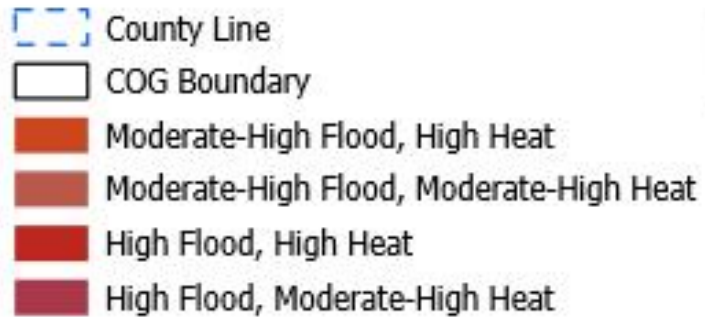 County Line
COG Boundary
Moderate-High Flood, High Heat
Moderate-High Flood, Moderate-High Heat
High Flood, High Heat
High Flood, Moderate-High Heat